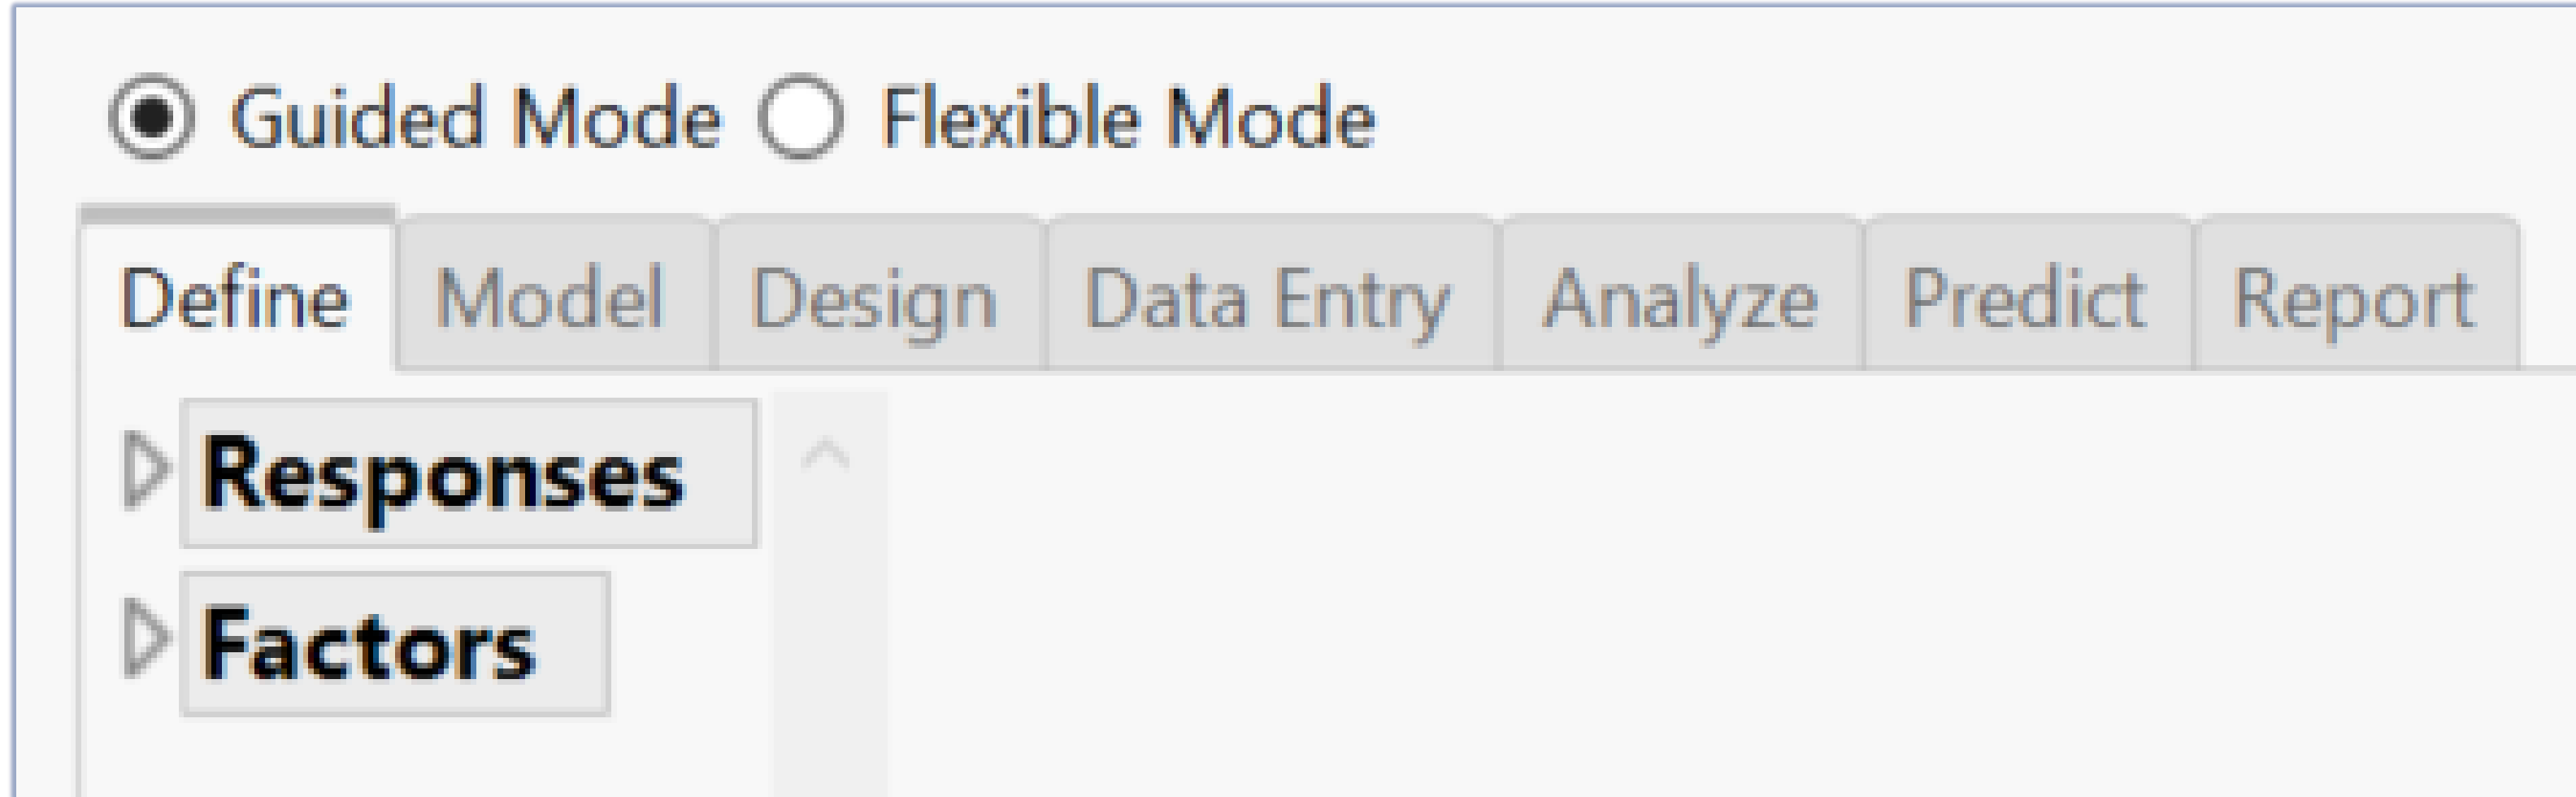 Guided Mode Flexible Mode
Define Model Design Data Entry Analyze Predict Report
Responses
Factors